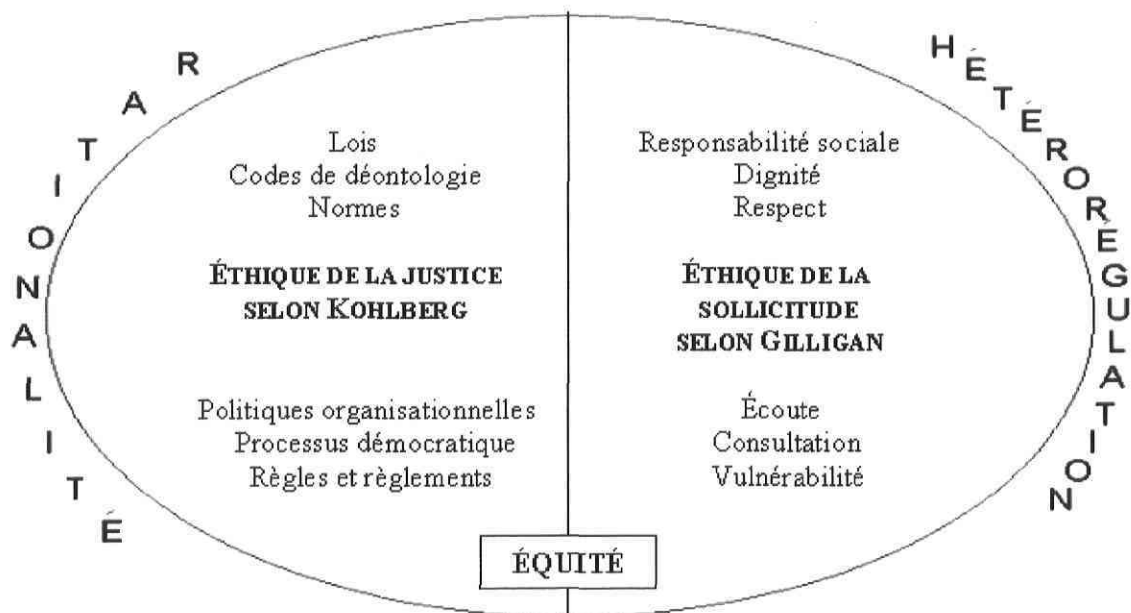 RATIONALITÉ
Lois
Codes de déontologie
Normes
ÉTHIQUE DE LA JUSTICE
SELON KOHLBERG
Politiques organisationnelles
Processus démocratique
Règles et règlements
Responsabilité sociale
Dignité
Respect
ÉTHIQUE DE LA
SOLLICITUDE
SELON GILLIGAN
Écoute
Consultation
Vulnérabilité
HÉTÉRORÉGULATION
ÉQUITÉ